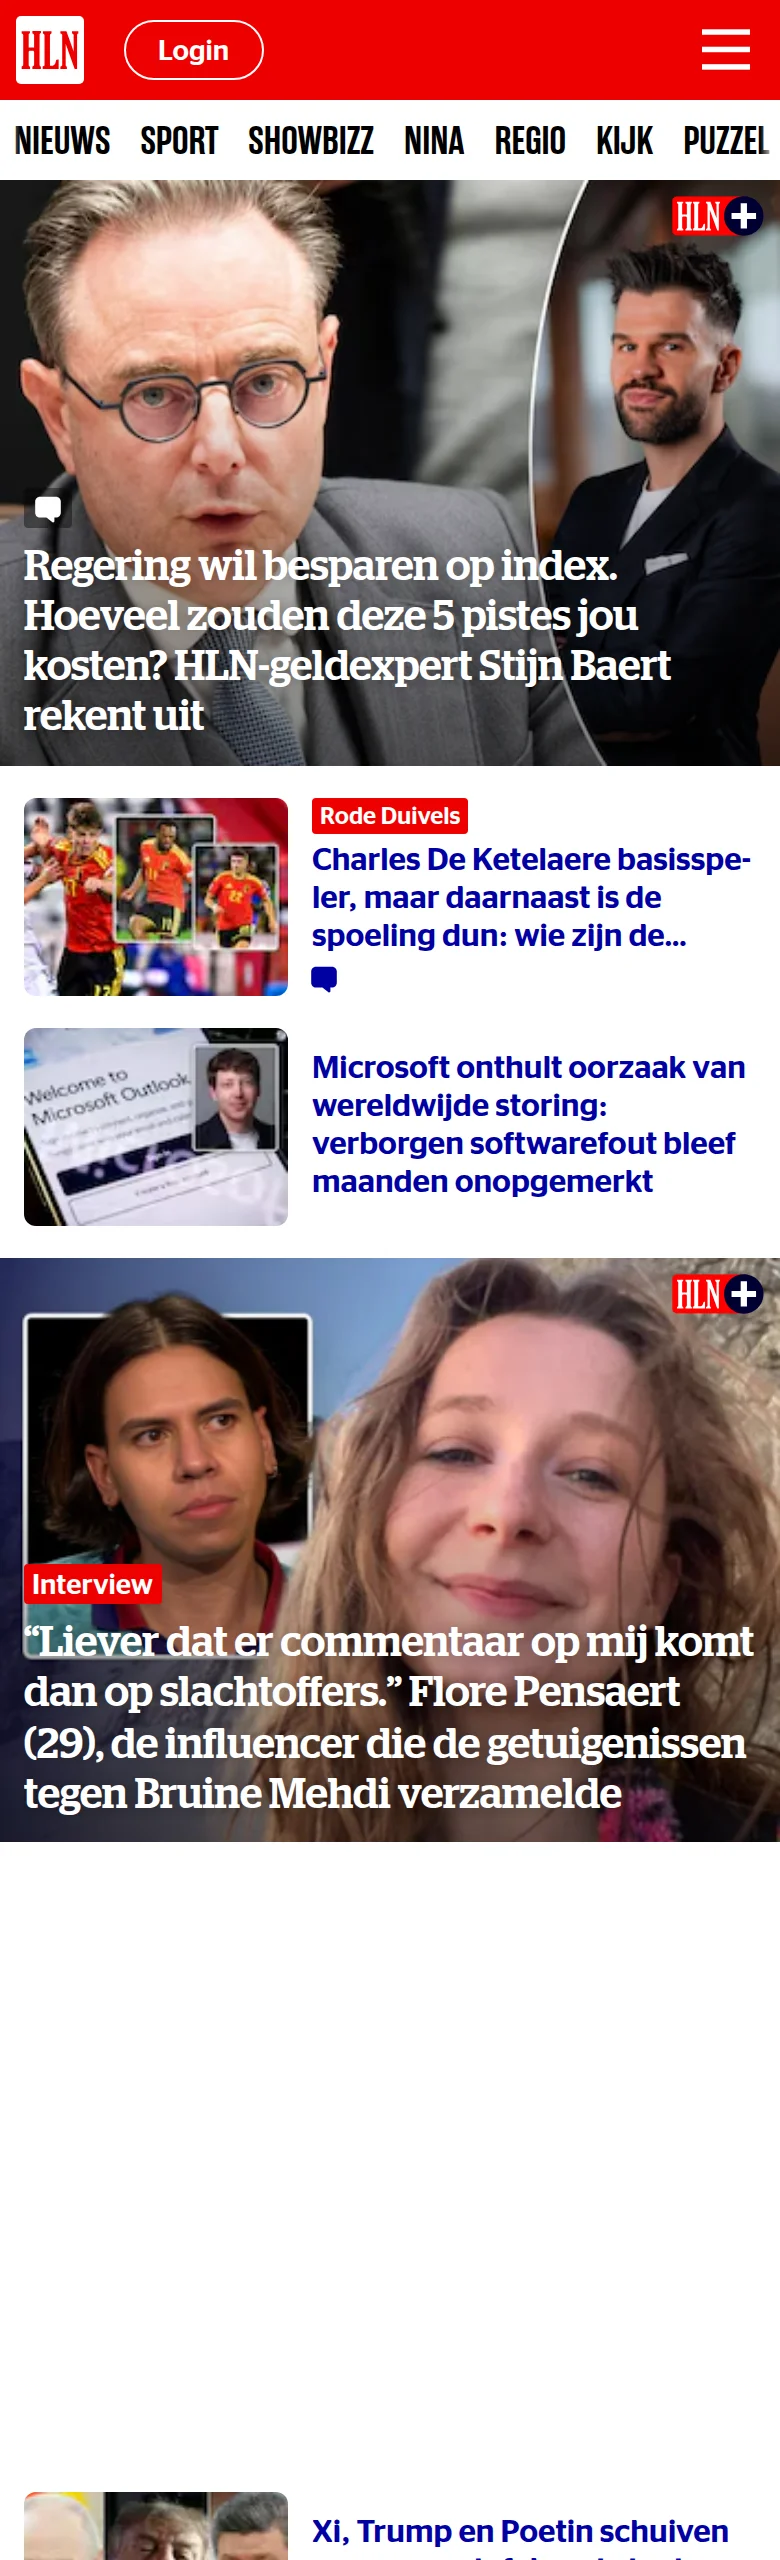 HLN
Login
NIEUWS SPORT SHOWBIZZ NINA REGIO KIJK PUZZEL
HLN+
Regering wil besparen op index.
Hoeveel zouden deze 5 pistes jou
kosten? HLN-geldexpert Stijn Baert
rekent uit
Rode Duivels
Charles De Ketelaere basisspe-
ler, maar daarnaast is de
spoeling dun: wie zijn de...
Welcome to
Microsoft Outlook
Microsoft onthult oorzaak van
wereldwijde storing:
verborgen softwarefout bleef
maanden onopgemerkt
HLN+
Interview
“Liever dat er commentaar op mij komt
dan op slachtoffers.” Flore Pensaert
(29), de influencer die de getuigenissen
tegen Bruine Mehdi verzamelde
Xi, Trump en Poetin schuiven